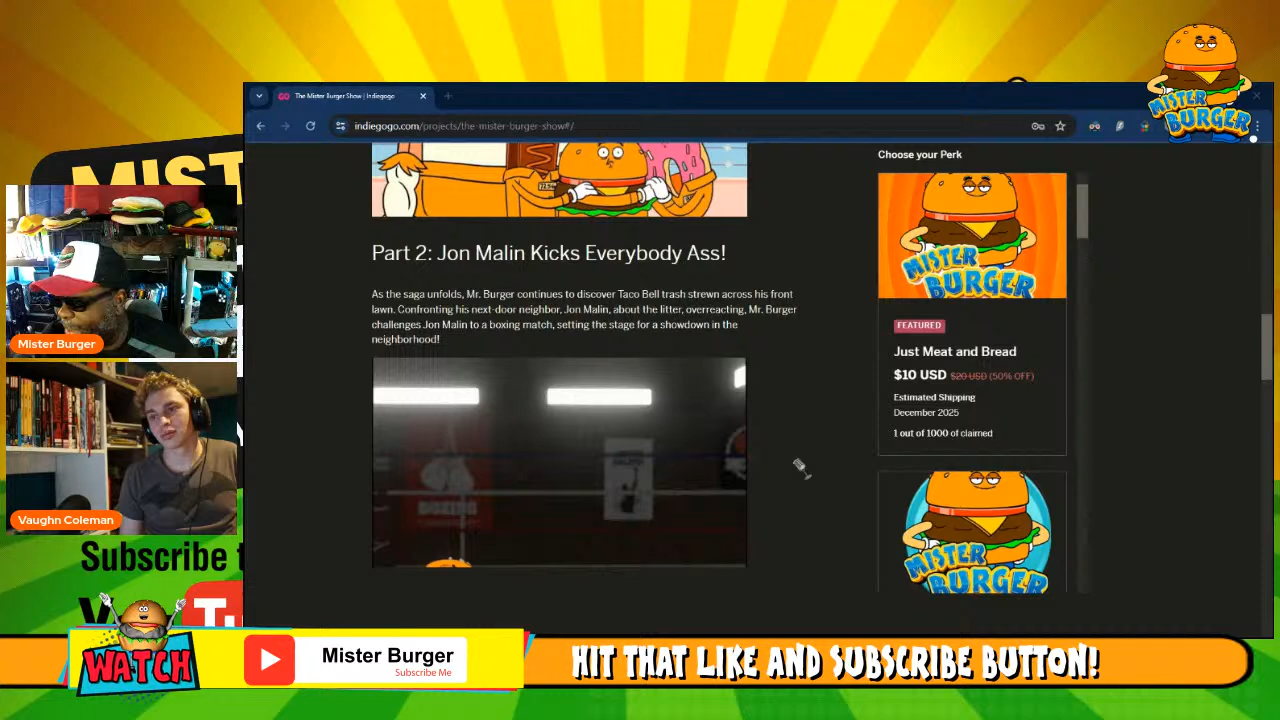 The Mister Burger Show | Indiegogo
indiegogo.com/projects/the-mister-burger-show#/
MISTER
BURGER
MIST
Choose your Perk
Part 2: Jon Malin Kicks Everybody Ass!
As the saga unfolds, Mr. Burger continues to discover Taco Bell trash strewn across his front
lawn. Confronting his next-door neighbor, Jon Malin, about the litter, overreacting, Mr. Burger
challenges Jon Malin to a boxing match, setting the stage for a showdown in the
neighborhood!
BOXING
MISTER
BURGER
FEATURED
Just Meat and Bread
$10 USD $20 USD (50% OFF)
Estimated Shipping
December 2025
1 out of 1000 of claimed
MISTER
BURGER
Mister Burger
Vaughn Coleman
Subscribe t
WATCH
Mister Burger
Subscribe Me
HIT THAT LIKE AND SUBSCRIBE BUTTON!